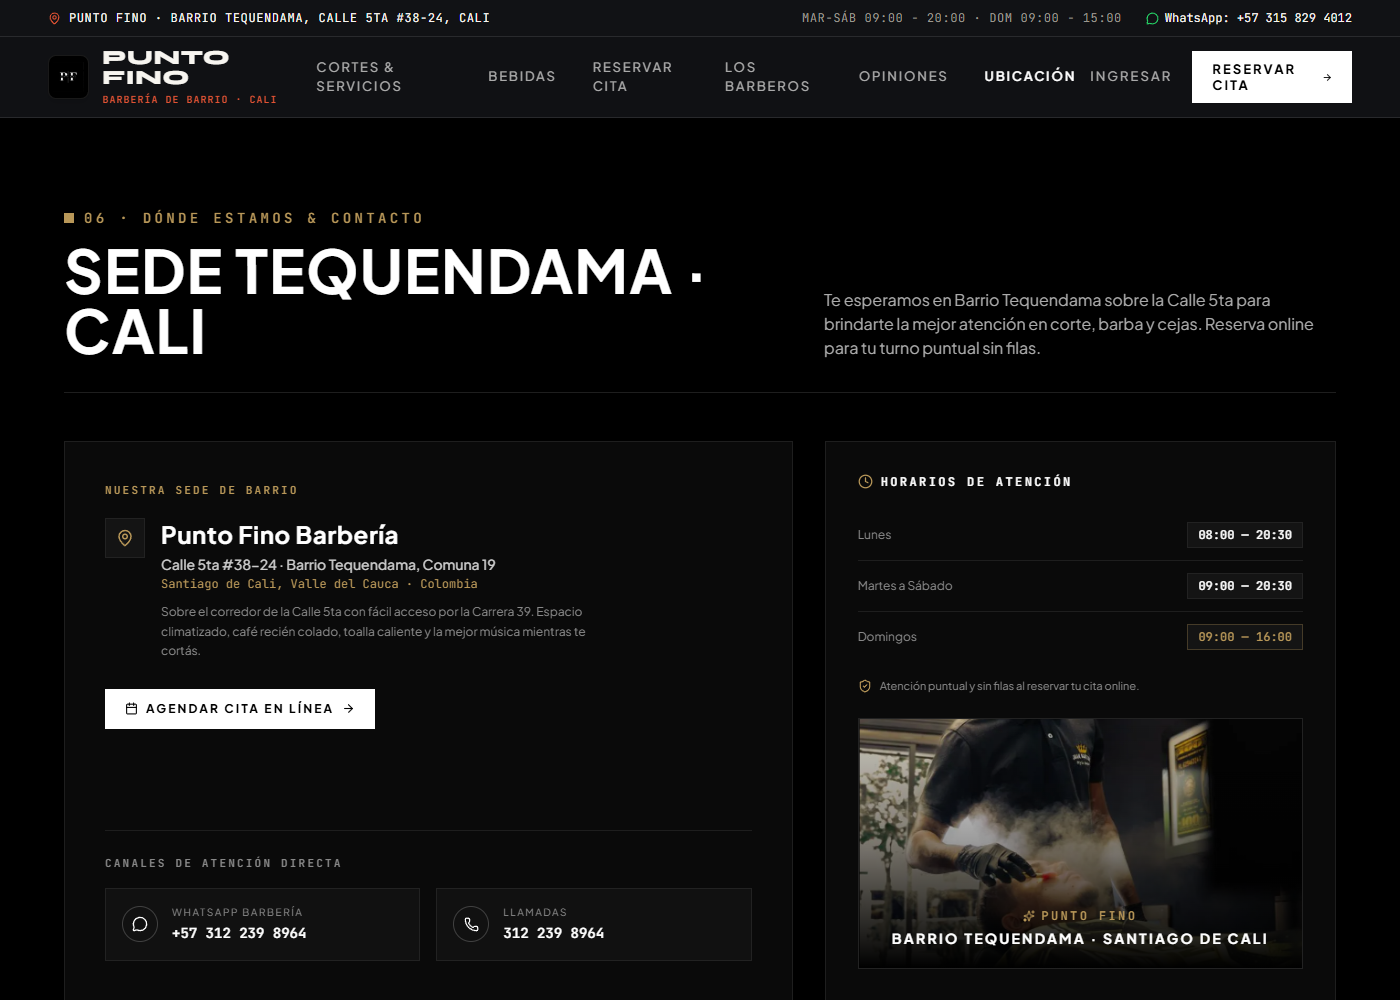 PUNTO FINO · BARRIO TEQUENDAMA, CALLE 5TA #38-24, CALI
MAR-SÁB 09:00 - 20:00 · DOM 09:00 - 15:00
WhatsApp: +57 315 829 4012
PF
PUNTO
FINO
BARBERÍA DE BARRIO · CALI
CORTES &
SERVICIOS
BEBIDAS
RESERVAR
CITA
LOS
BARBEROS
OPINIONES
UBICACIÓN
INGRESAR
RESERVAR
CITA
06 · DÓNDE ESTAMOS & CONTACTO
SEDE TEQUENDAMA ·
CALI
Te esperamos en Barrio Tequendama sobre la Calle 5ta para
brindarte la mejor atención en corte, barba y cejas. Reserva online
para tu turno puntual sin filas.
NUESTRA SEDE DE BARRIO
Punto Fino Barbería
Calle 5ta #38-24 · Barrio Tequendama, Comuna 19
Santiago de Cali, Valle del Cauca · Colombia
Sobre el corredor de la Calle 5ta con fácil acceso por la Carrera 39. Espacio
climatizado, café recién colado, toalla caliente y la mejor música mientras te
cortás.
AGENDAR CITA EN LÍNEA
CANALES DE ATENCIÓN DIRECTA
WHATSAPP BARBERÍA
+57 312 239 8964
LLAMADAS
312 239 8964
HORARIOS DE ATENCIÓN
Lunes
08:00 — 20:30
Martes a Sábado
09:00 — 20:30
Domingos
09:00 — 16:00
Atención puntual y sin filas al reservar tu cita online.
PUNTO FINO
BARRIO TEQUENDAMA · SANTIAGO DE CALI